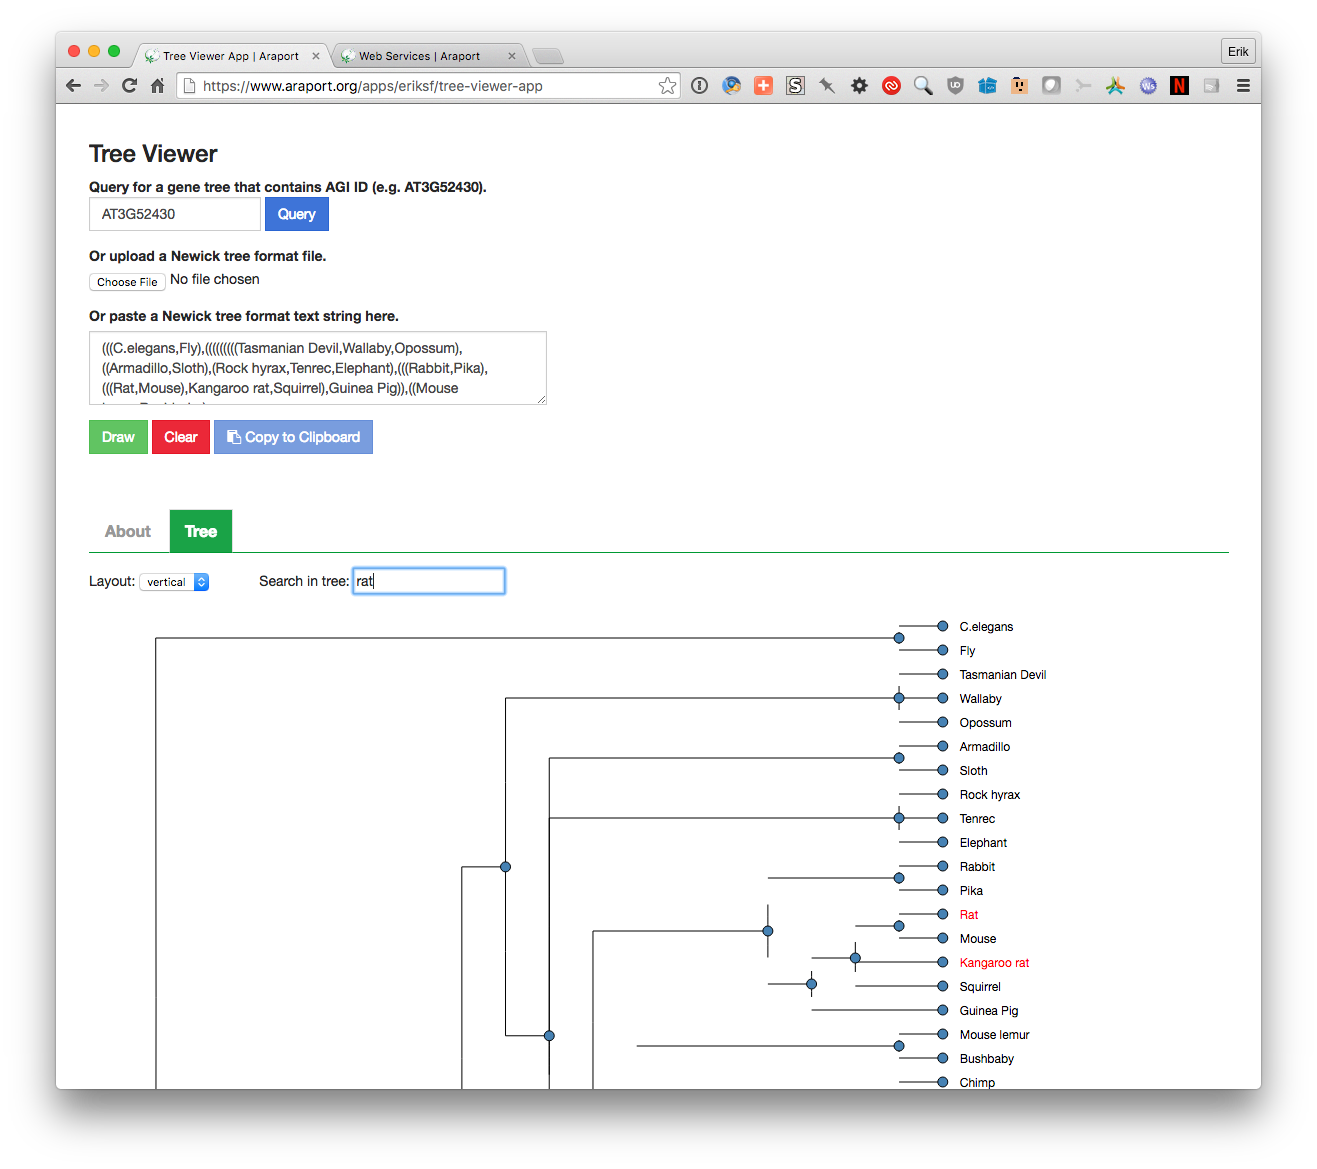 Tree Viewer App | Araport
Web Services | Araport
Erik
https://www.araport.org/apps/eriksf/tree-viewer-app
Tree Viewer
Query for a gene tree that contains AGI ID (e.g. AT3G52430).
AT3G52430
Query
Or upload a Newick tree format file.
Choose File No file chosen
Or paste a Newick tree format text string here.
(((C.elegans,Fly),(((((((((Tasmanian Devil,Wallaby,Opossum),
((Armadillo,Sloth),(Rock hyrax,Tenrec,Elephant),(((Rabbit,Pika),
(((Rat,Mouse),Kangaroo rat,Squirrel),Guinea Pig)),((Mouse
Draw Clear Copy to Clipboard
About Tree
Layout: vertical Search in tree: rat
C.elegans
Fly
Tasmanian Devil
Wallaby
Opossum
Armadillo
Sloth
Rock hyrax
Tenrec
Elephant
Rabbit
Pika
Rat
Mouse
Kangaroo rat
Squirrel
Guinea Pig
Mouse lemur
Bushbaby
Chimp